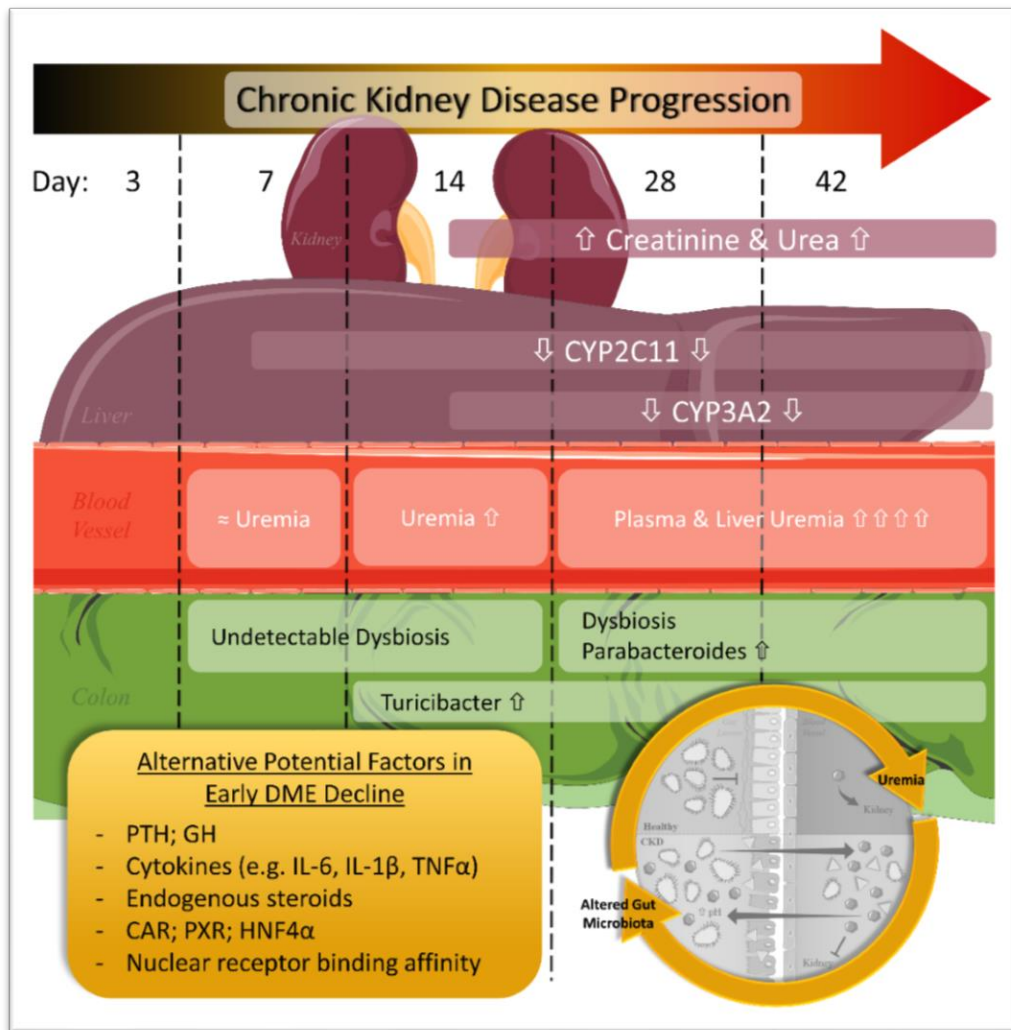 Chronic Kidney Disease Progression
Day: 3 7 14 28 42
Kidney
⇧ Creatinine & Urea ⇧
⇩ CYP2C11 ⇩
Liver
⇩ CYP3A2 ⇩
Blood
Vessel
≈ Uremia
Uremia ⇧
Plasma & Liver Uremia ⇧⇧⇧⇧
Undetectable Dysbiosis
Dysbiosis
Parabacteroides ⇧
Colon
Turicibacter ⇧
Alternative Potential Factors in
Early DME Decline
- PTH; GH
- Cytokines (e.g. IL-6, IL-1β, TNFα)
- Endogenous steroids
- CAR; PXR; HNF4α
- Nuclear receptor binding affinity
Uremia
Kidney
Healthy
CKD
Altered Gut
Microbiota
⇧ pH
Kidney